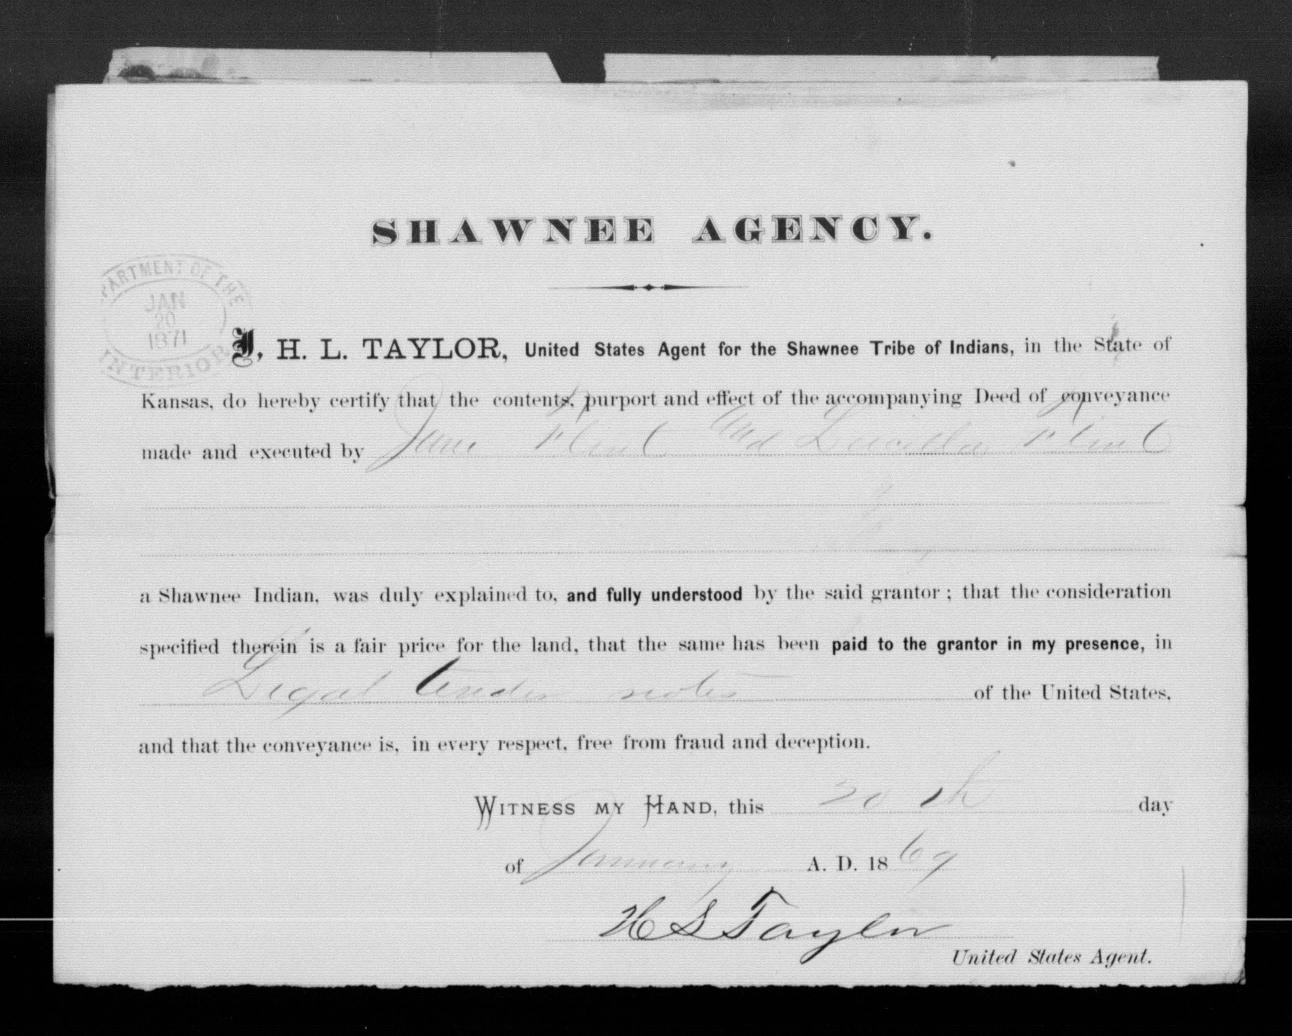 SHAWNEE AGENCY.
DEPARTMENT OF THE
JAN
20
1871
INTERIOR
I, H. L. TAYLOR, United States Agent for the Shawnee Tribe of Indians, in the State of
Kansas, do hereby certify that the contents, purport and effect of the accompanying Deed of conveyance
made and executed by Jane Flint and Lucilla Flint
a Shawnee Indian, was duly explained to, and fully understood by the said grantor; that the consideration
specified therein is a fair price for the land, that the same has been paid to the grantor in my presence, in
Legal tender notes of the United States,
and that the conveyance is, in every respect, free from fraud and deception.
WITNESS MY HAND, this 20th day
of January A. D. 1869
H L Taylor
United States Agent.